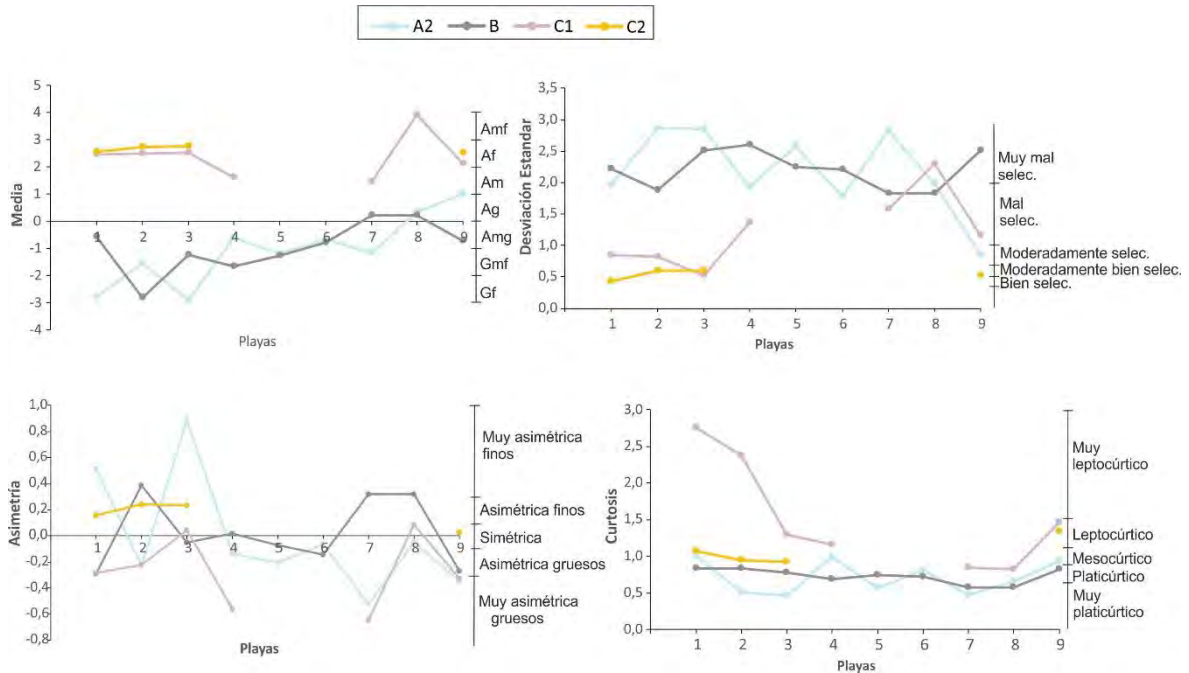 A2 B C1 C2
Media
5
4
3
2
1
0
-1
-2
-3
-4
1 2 3 4 5 6 7 8 9
Playas
Amf
Af
Am
Ag
Amg
Gmf
Gf
Desviación Estandar
3,5
3,0
2,5
2,0
1,5
1,0
0,5
0,0
1 2 3 4 5 6 7 8 9
Playas
Muy mal
selec.
Mal
selec.
Moderadamente selec.
Moderadamente bien selec.
Bien selec.
Asimetría
1,0
0,8
0,6
0,4
0,2
0,0
-0,2
-0,4
-0,6
-0,8
1 2 3 4 5 6 7 8 9
Playas
Muy asimétrica
finos
Asimétrica finos
Simétrica
Asimétrica gruesos
Muy asimétrica
gruesos
Curtosis
3,0
2,5
2,0
1,5
1,0
0,5
0,0
1 2 3 4 5 6 7 8 9
Playas
Muy
leptocúrtico
Leptocúrtico
Mesocúrtico
Platicúrtico
Muy
platicúrtico